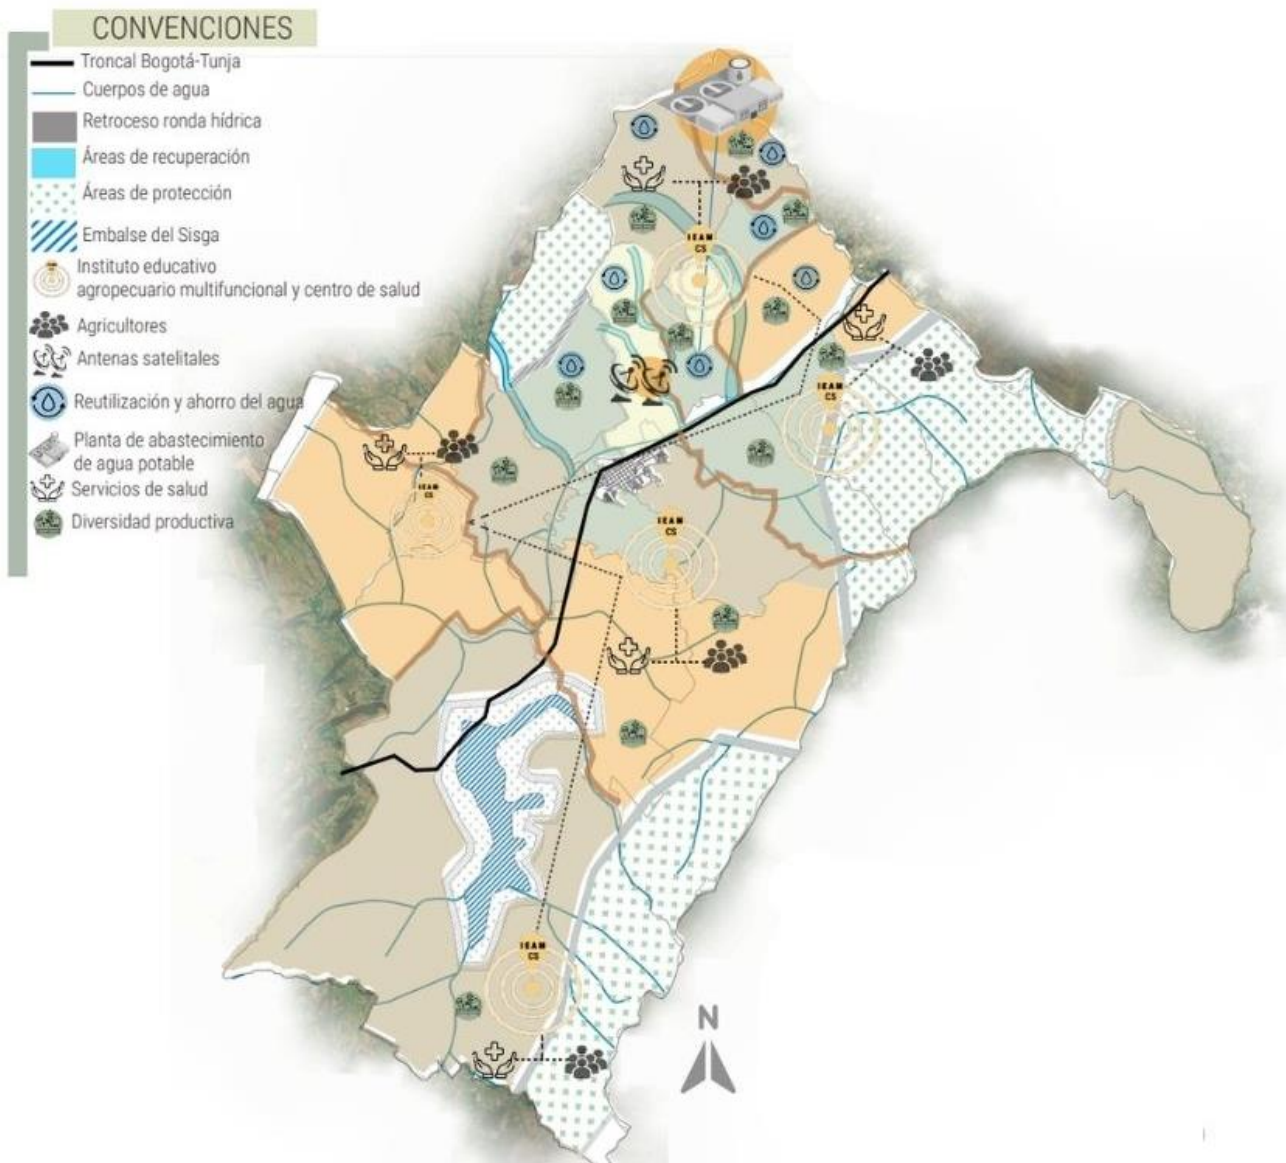 CONVENCIONES
Troncal Bogotá-Tunja
Cuerpos de agua
Retroceso ronda hídrica
Áreas de recuperación
Áreas de protección
Embalse del Sisga
Instituto educativo
agropecuario multifuncional y centro de salud
Agricultores
Antenas satelitales
Reutilización y ahorro del agua
Planta de abastecimiento
de agua potable
Servicios de salud
Diversidad productiva
IEAM
CS
IEAM
CS
IEAM
CS
IEAM
CS
IEAM
CS
N